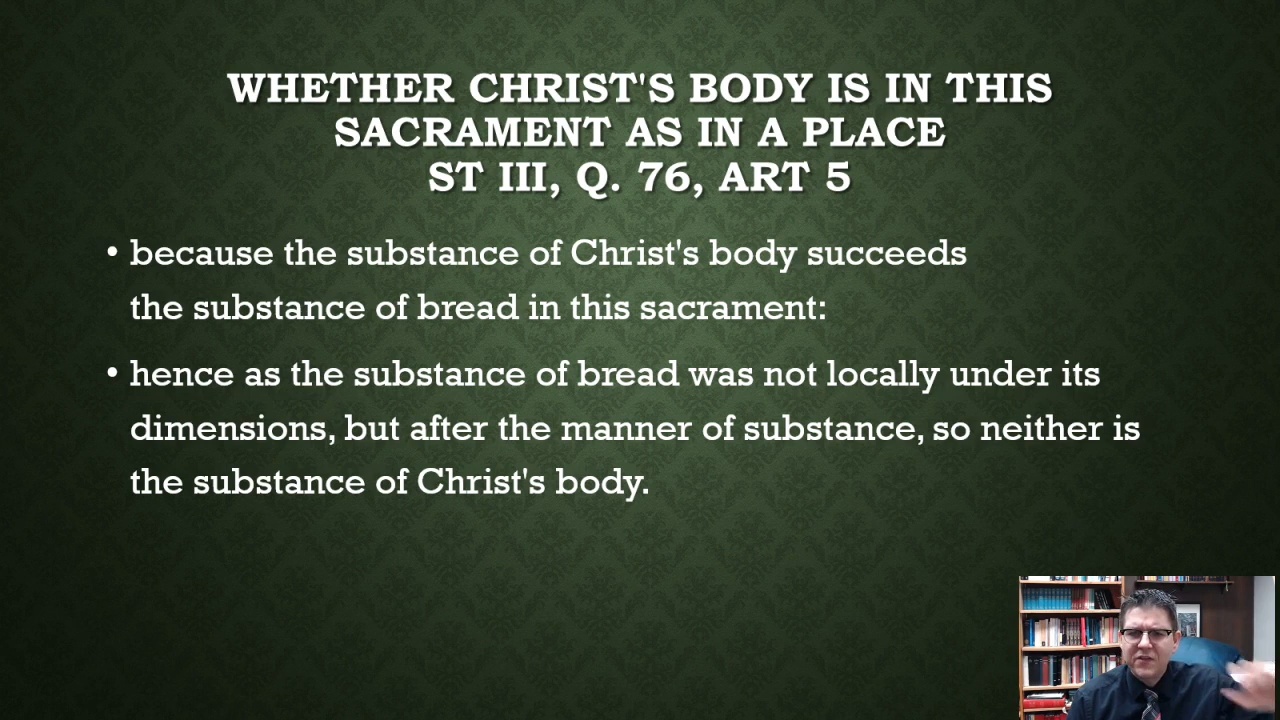 WHETHER CHRIST'S BODY IS IN THIS
SACRAMENT AS IN A PLACE
ST III, Q. 76, ART 5
• because the substance of Christ's body succeeds
the substance of bread in this sacrament:
• hence as the substance of bread was not locally under its
dimensions, but after the manner of substance, so neither is
the substance of Christ's body.